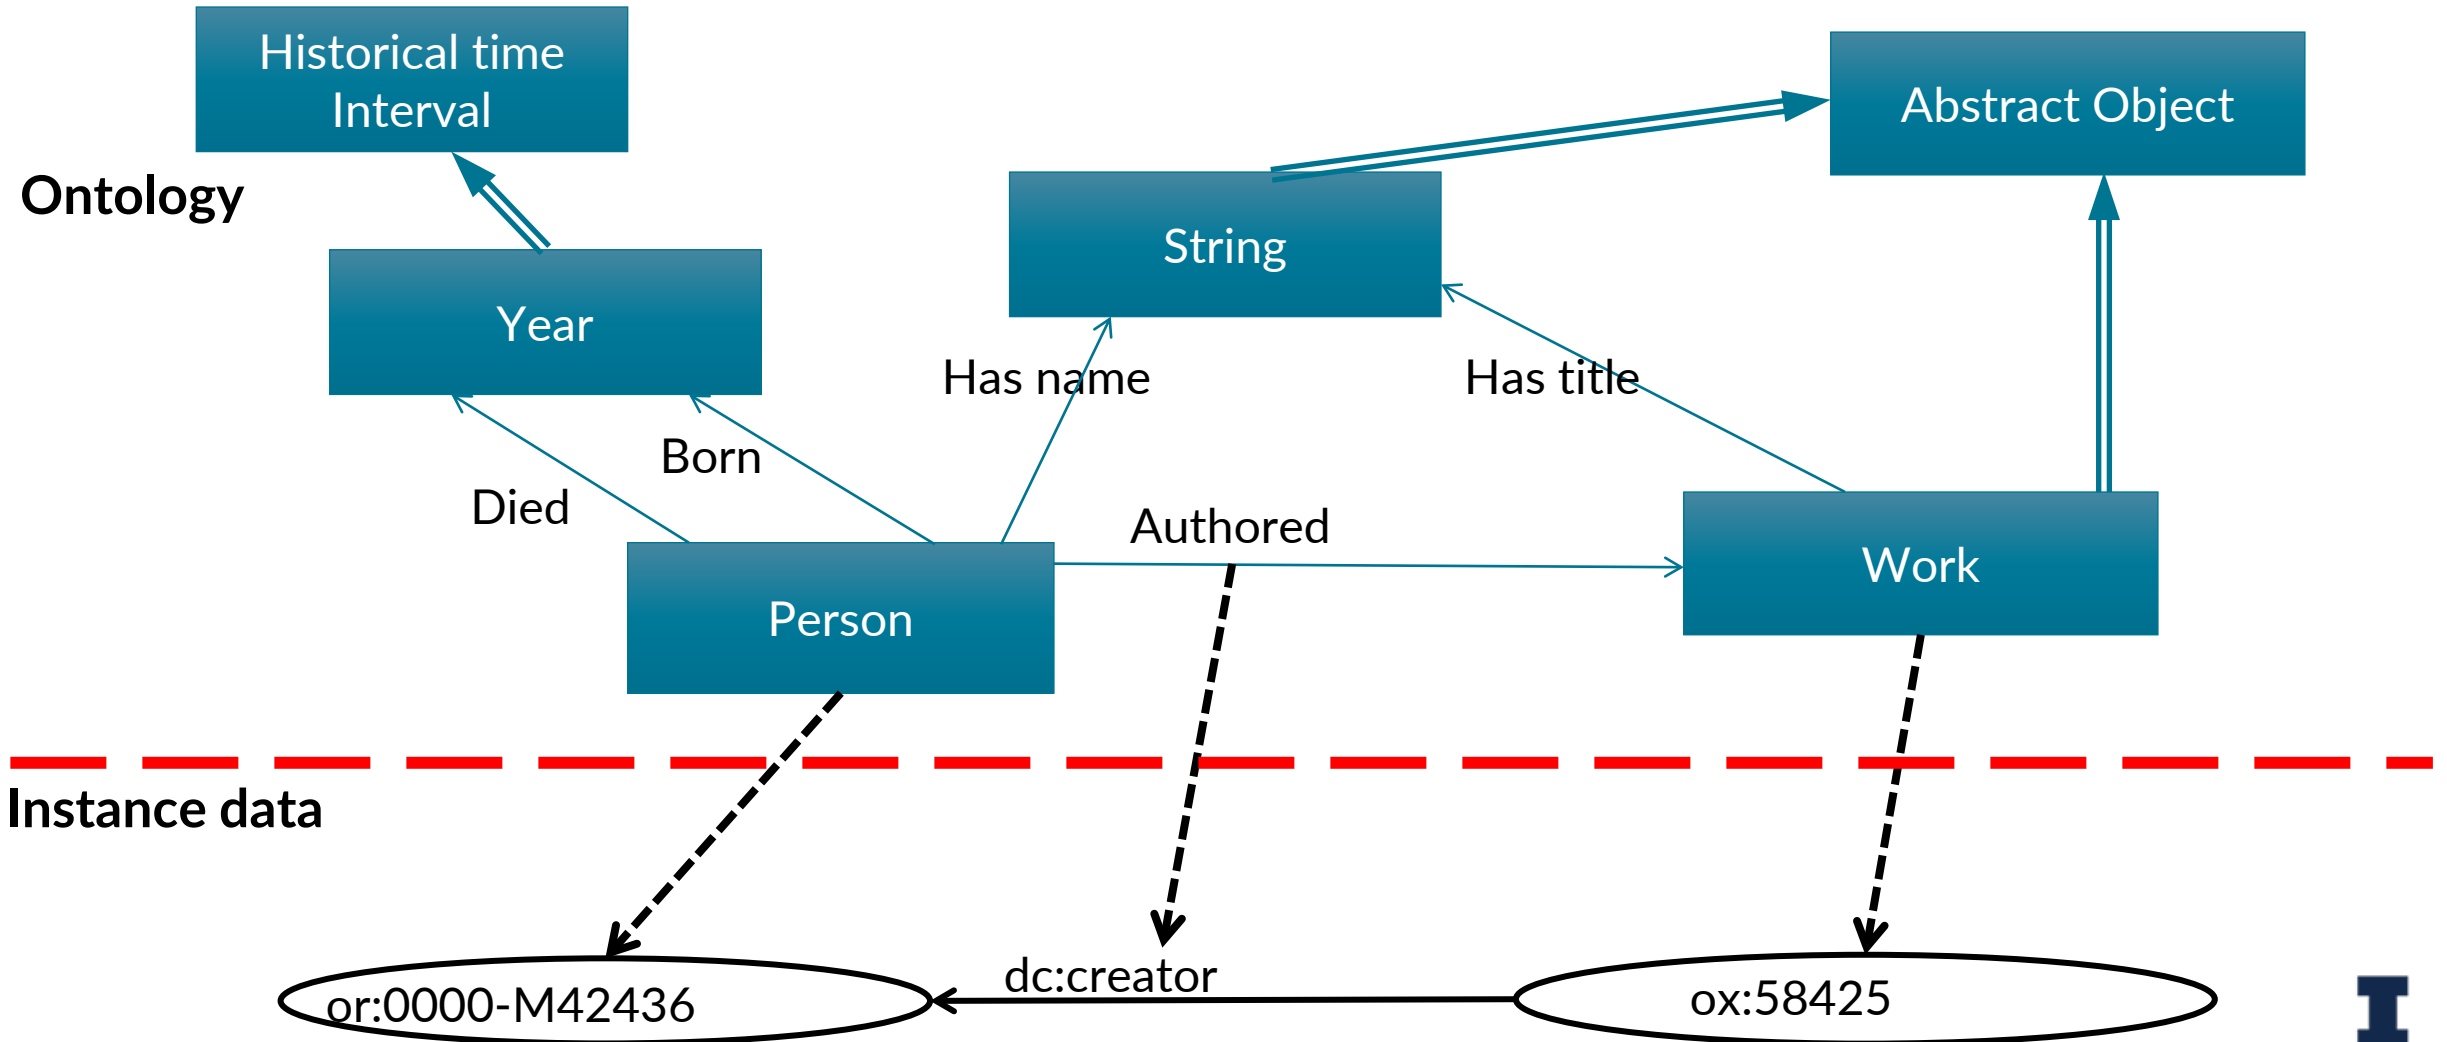 Historical time
Interval
Abstract Object
Ontology
String
Year
Has name
Has title
Born
Died
Authored
Work
Person
Instance data
dc:creator
or:0000-M42436
ox:58425